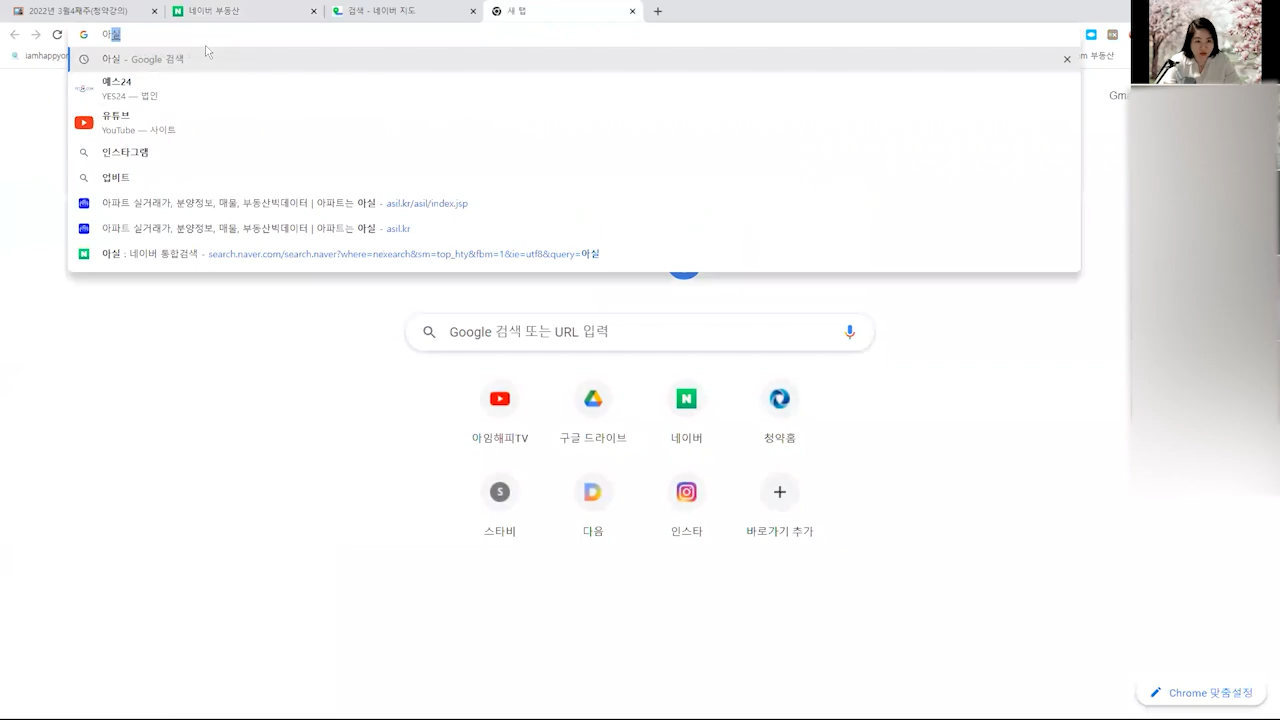 2022년 3월4째주(청약강의)
네이버 부동산
검색 - 네이버 지도
새 탭
아실
iamhappyon
m 부동산
아실 - Google 검색
예스24
YES24 — 법인
유튜브
YouTube — 사이트
인스타그램
업비트
아파트 실거래가, 분양정보, 매물, 부동산빅데이터 | 아파트는 아실 - asil.kr/asil/index.jsp
아파트 실거래가, 분양정보, 매물, 부동산빅데이터 | 아파트는 아실 - asil.kr
아실 : 네이버 통합검색 - search.naver.com/search.naver?where=nexearch&sm=top_hty&fbm=1&ie=utf8&query=아실
Gma
Google 검색 또는 URL 입력
아임해피TV
구글 드라이브
네이버
청약홈
S
스타비
다음
인스타
바로가기 추가
Chrome 맞춤설정